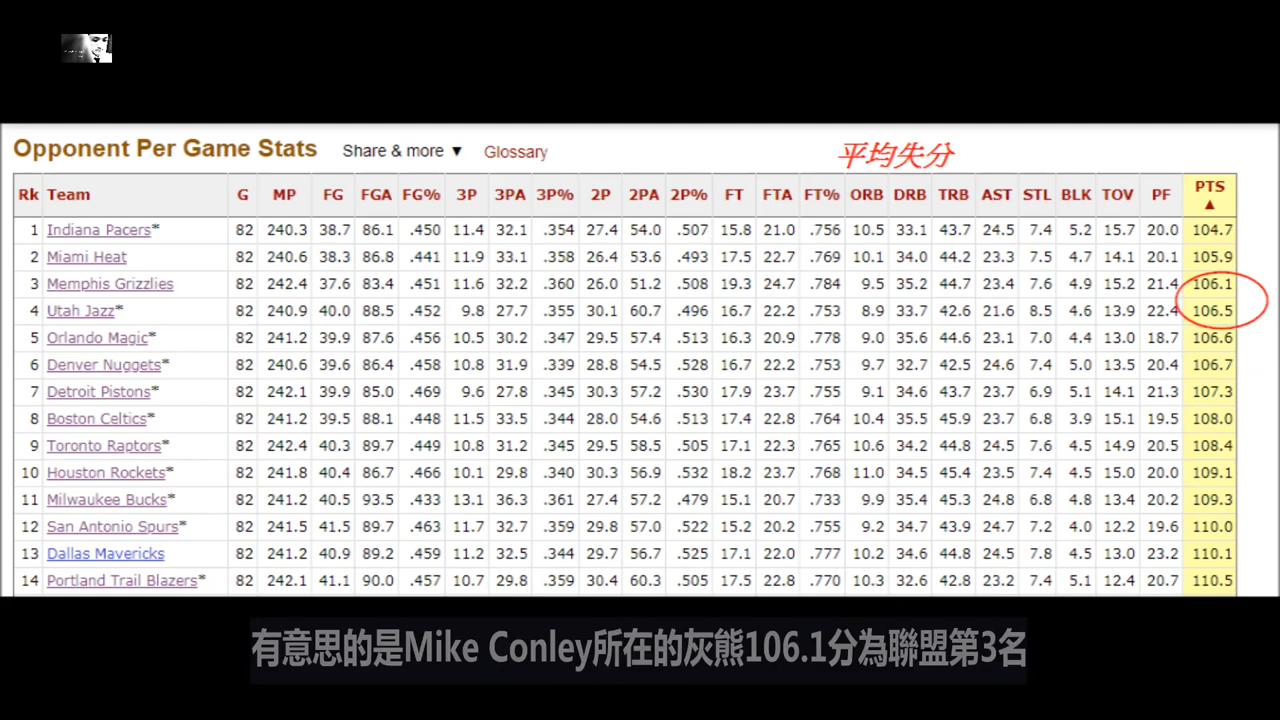 Opponent Per Game Stats Share & more ▼ Glossary
平均失分
Rk Team G MP FG FGA FG% 3P 3PA 3P% 2P 2PA 2P% FT FTA FT% ORB DRB TRB AST STL BLK TOV PF PTS ▲
1 Indiana Pacers* 82 240.3 38.7 86.1 .450 11.4 32.1 .354 27.4 54.0 .507 15.8 21.0 .756 10.5 33.1 43.7 24.5 7.4 5.2 15.7 20.0 104.7
2 Miami Heat 82 240.6 38.3 86.8 .441 11.9 33.1 .358 26.4 53.6 .493 17.5 22.7 .769 10.1 34.0 44.2 23.3 7.5 4.7 14.1 20.1 105.9
3 Memphis Grizzlies 82 242.4 37.6 83.4 .451 11.6 32.2 .360 26.0 51.2 .508 19.3 24.7 .784 9.5 35.2 44.7 23.4 7.6 4.9 15.2 21.4 106.1
4 Utah Jazz* 82 240.9 40.0 88.5 .452 9.8 27.7 .355 30.1 60.7 .496 16.7 22.2 .753 8.9 33.7 42.6 21.6 8.5 4.6 13.9 22.4 106.5
5 Orlando Magic* 82 241.2 39.9 87.6 .456 10.5 30.1 .347 29.5 57.4 .513 16.3 20.9 .778 9.0 35.6 44.6 23.1 7.0 4.4 13.0 18.7 106.6
6 Denver Nuggets* 82 240.6 39.6 86.4 .458 10.8 31.9 .339 28.8 54.5 .528 16.7 22.2 .753 9.7 32.7 42.5 24.6 7.4 5.0 13.5 20.4 106.7
7 Detroit Pistons* 82 242.1 39.9 85.0 .469 9.6 27.8 .345 30.3 57.2 .530 17.9 23.7 .755 9.1 34.6 43.7 23.7 6.9 5.1 14.1 21.3 107.3
8 Boston Celtics* 82 241.2 39.5 88.1 .448 11.5 33.5 .344 28.0 54.6 .513 17.4 22.8 .764 10.4 35.5 45.9 23.7 6.8 3.9 15.1 19.5 108.0
9 Toronto Raptors* 82 242.4 40.3 89.7 .449 10.8 31.2 .345 29.5 58.5 .505 17.1 22.3 .765 10.6 34.2 44.8 24.5 7.6 4.5 14.9 20.5 108.4
10 Houston Rockets* 82 241.8 40.4 86.7 .466 10.1 29.8 .340 30.3 56.9 .532 18.2 23.7 .768 11.0 34.5 45.4 23.5 7.4 4.5 15.0 20.0 109.1
11 Milwaukee Bucks* 82 241.2 40.5 93.5 .433 13.1 36.3 .361 27.4 57.2 .479 15.1 20.7 .733 9.9 35.4 45.3 24.8 6.8 4.8 13.4 20.2 109.3
12 San Antonio Spurs* 82 241.5 41.5 89.7 .463 11.7 32.7 .359 29.8 57.0 .522 15.2 20.2 .755 9.2 34.7 43.9 24.7 7.2 4.0 12.2 19.6 110.0
13 Dallas Mavericks 82 241.2 40.9 89.2 .459 11.2 32.5 .344 29.7 56.7 .525 17.1 22.0 .777 10.2 34.6 44.8 24.5 7.8 4.5 13.0 23.2 110.1
14 Portland Trail Blazers* 82 242.1 41.1 90.0 .457 10.7 29.8 .359 30.4 60.3 .505 17.5 22.8 .770 10.3 32.6 42.8 23.2 7.4 5.1 12.4 20.7 110.5
有意思的是Mike Conley所在的灰熊106.1分為聯盟第3名